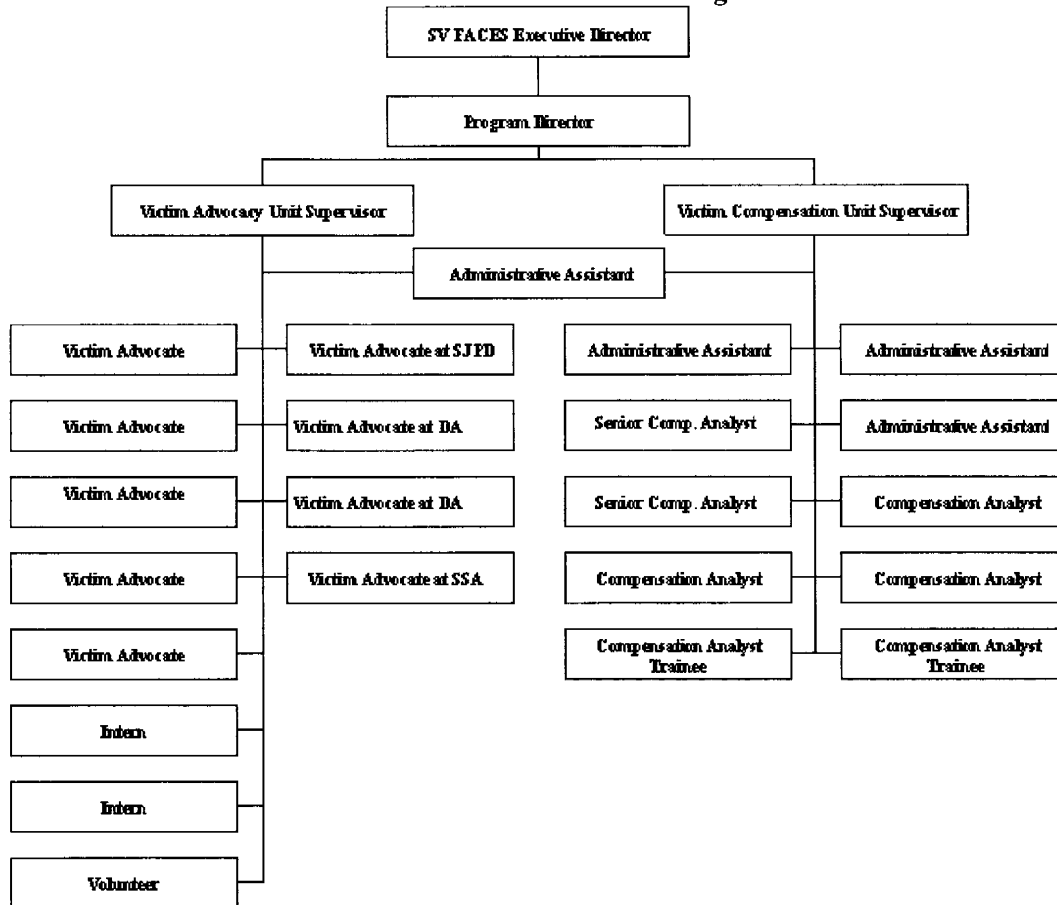 SV FACES Executive Director
Program Director
Victim Advocacy Unit Supervisor
Victim Compensation Unit Supervisor
Administrative Assistant
Victim Advocate
Victim Advocate at SJPD
Administrative Assistant
Administrative Assistant
Victim Advocate
Victim Advocate at DA
Senior Comp. Analyst
Administrative Assistant
Victim Advocate
Victim Advocate at DA
Senior Comp. Analyst
Compensation Analyst
Victim Advocate
Victim Advocate at SSA
Compensation Analyst
Compensation Analyst
Victim Advocate
Compensation Analyst
Trainee
Compensation Analyst
Trainee
Intern
Intern
Volunteer